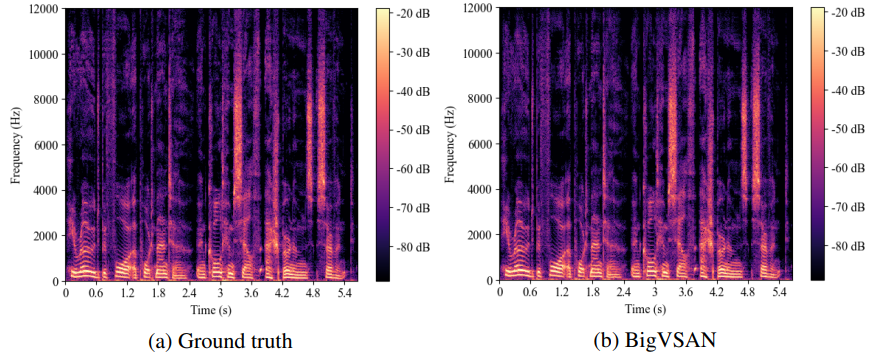 12000
10000
8000
6000
4000
2000
0
Frequency (Hz)
0 0.6 1.2 1.8 2.4 3 3.6 4.2 4.8 5.4
Time (s)
-20 dB
-30 dB
-40 dB
-50 dB
-60 dB
-70 dB
-80 dB
(a) Ground truth
12000
10000
8000
6000
4000
2000
0
Frequency (Hz)
0 0.6 1.2 1.8 2.4 3 3.6 4.2 4.8 5.4
Time (s)
-20 dB
-30 dB
-40 dB
-50 dB
-60 dB
-70 dB
-80 dB
(b) BigVSAN